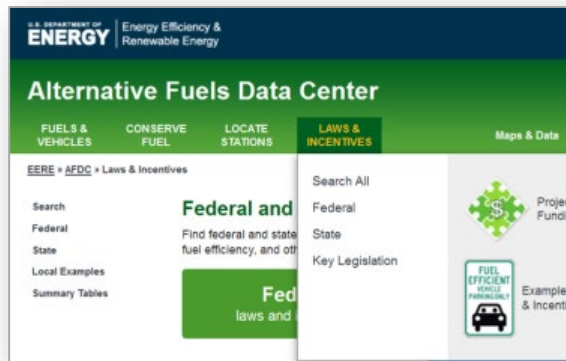 U.S. DEPARTMENT OF
ENERGY
Energy Efficiency &
Renewable Energy
Alternative Fuels Data Center
FUELS &
VEHICLES
CONSERVE
FUEL
LOCATE
STATIONS
LAWS &
INCENTIVES
Maps & Data
EERE » AFDC » Laws & Incentives
Search
Federal
State
Local Examples
Summary Tables
Federal and
Find federal and state
fuel efficiency, and oth
Fed
laws and i
Search All
Federal
State
Key Legislation
$
Projec
Fundi
FUEL
EFFICIENT
VEHICLE
PARKING ONLY
Example
& Incenti